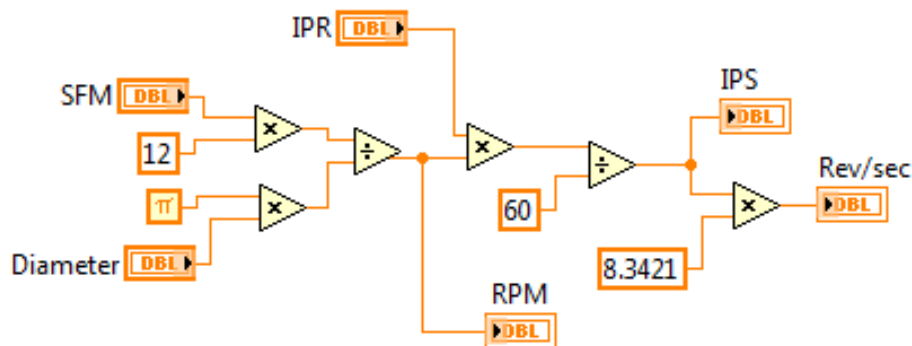 IPR DBL
SFM DBL
IPS
DBL
12
×
÷
×
÷
Rev/sec
DBL
π
×
60
×
Diameter DBL
8.3421
RPM
DBL